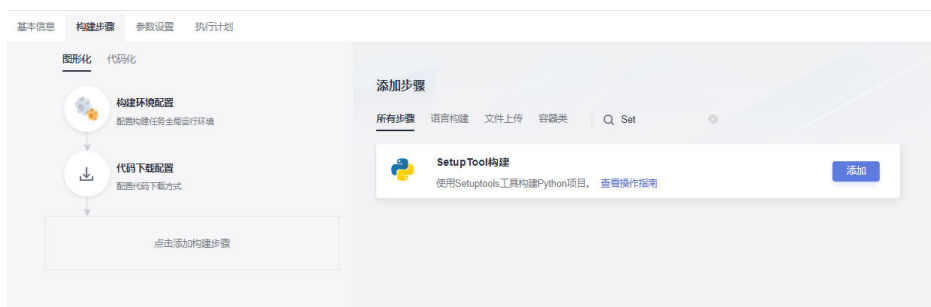 基本信息 构建步骤 参数设置 执行计划
图形化 代码化
构建环境配置
配置构建任务全局运行环境
代码下载配置
配置代码下载方式
点击添加构建步骤
添加步骤
所有步骤 语言构建 文件上传 容器类 Set
SetupTool构建
使用Setuptools工具构建Python项目。 查看操作指南
添加